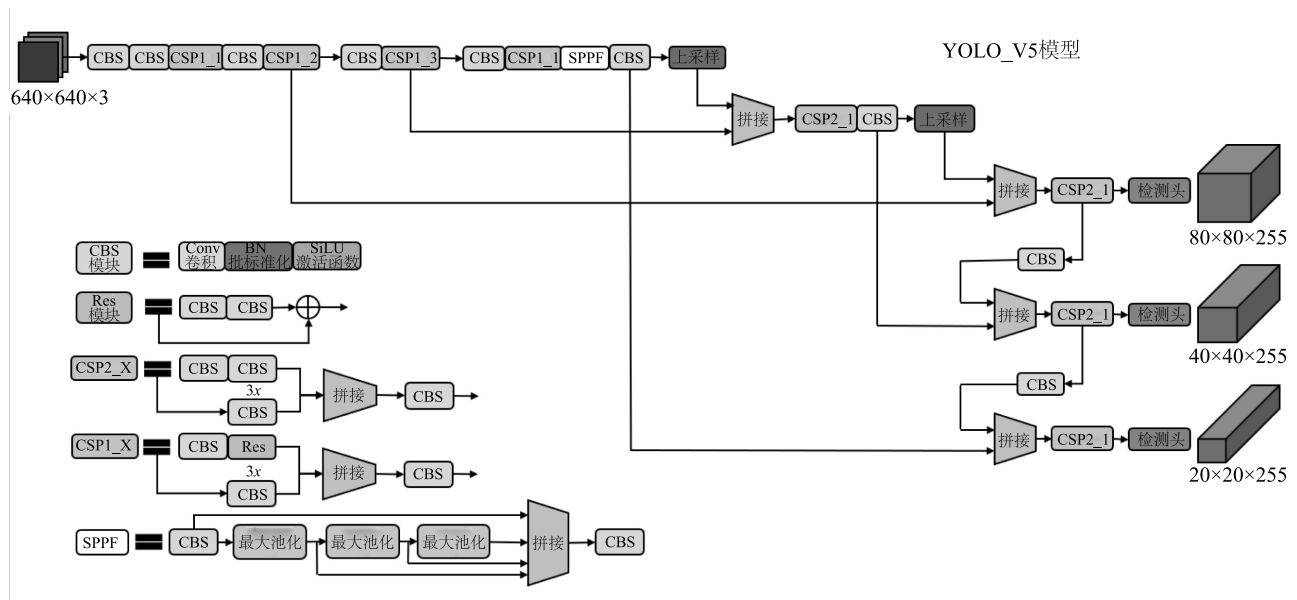 CBS CBS CSP1_1 CBS CSP1_2 CBS CSP1_3 CBS CSP1_1 SPPF CBS 上采样
YOLO_V5模型
640×640×3
拼接 CSP2_1 CBS 上采样
拼接 CSP2_1 检测头
80×80×255
CBS
拼接 CSP2_1 检测头
40×40×255
CBS
拼接 CSP2_1 检测头
20×20×255
CBS
模块
Conv
卷积
BN
批标准化
SiLU
激活函数
Res
模块
CBS CBS
CSP2_X CBS CBS
3x
CBS
拼接 CBS
CSP1_X CBS Res
3x
CBS
拼接 CBS
SPPF CBS 最大池化 最大池化 最大池化 拼接 CBS